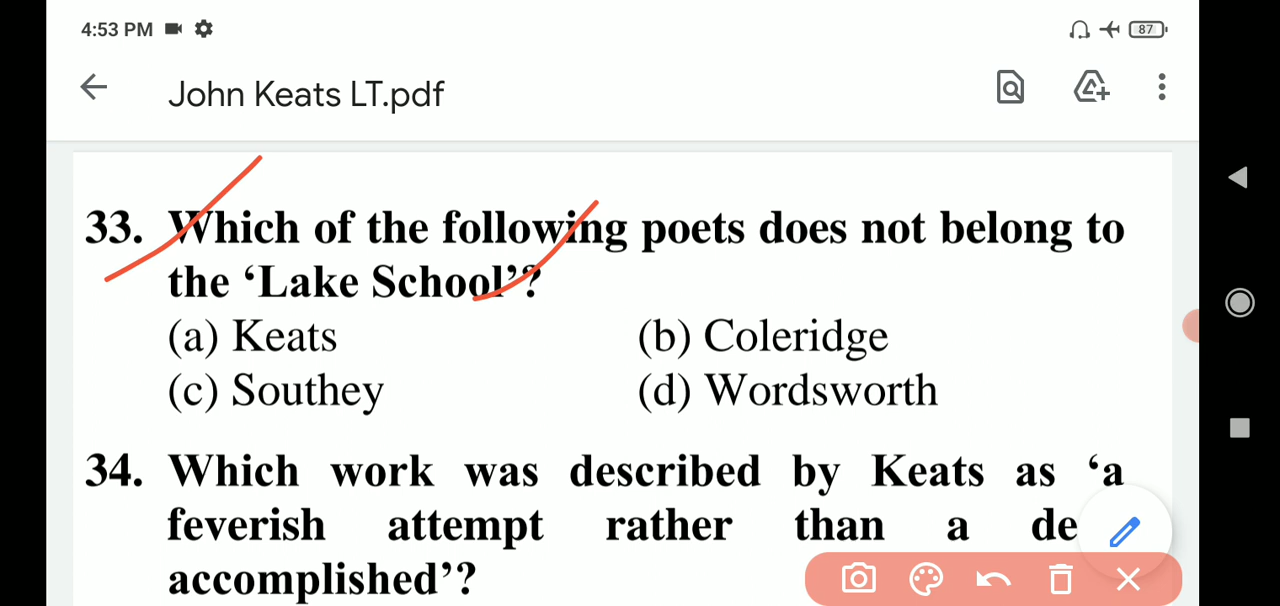 4:53 PM 87
John Keats LT.pdf
33. Which of the following poets does not belong to
the ‘Lake School’?
(a) Keats (b) Coleridge
(c) Southey (d) Wordsworth
34. Which work was described by Keats as ‘a
feverish attempt rather than a de
accomplished’?